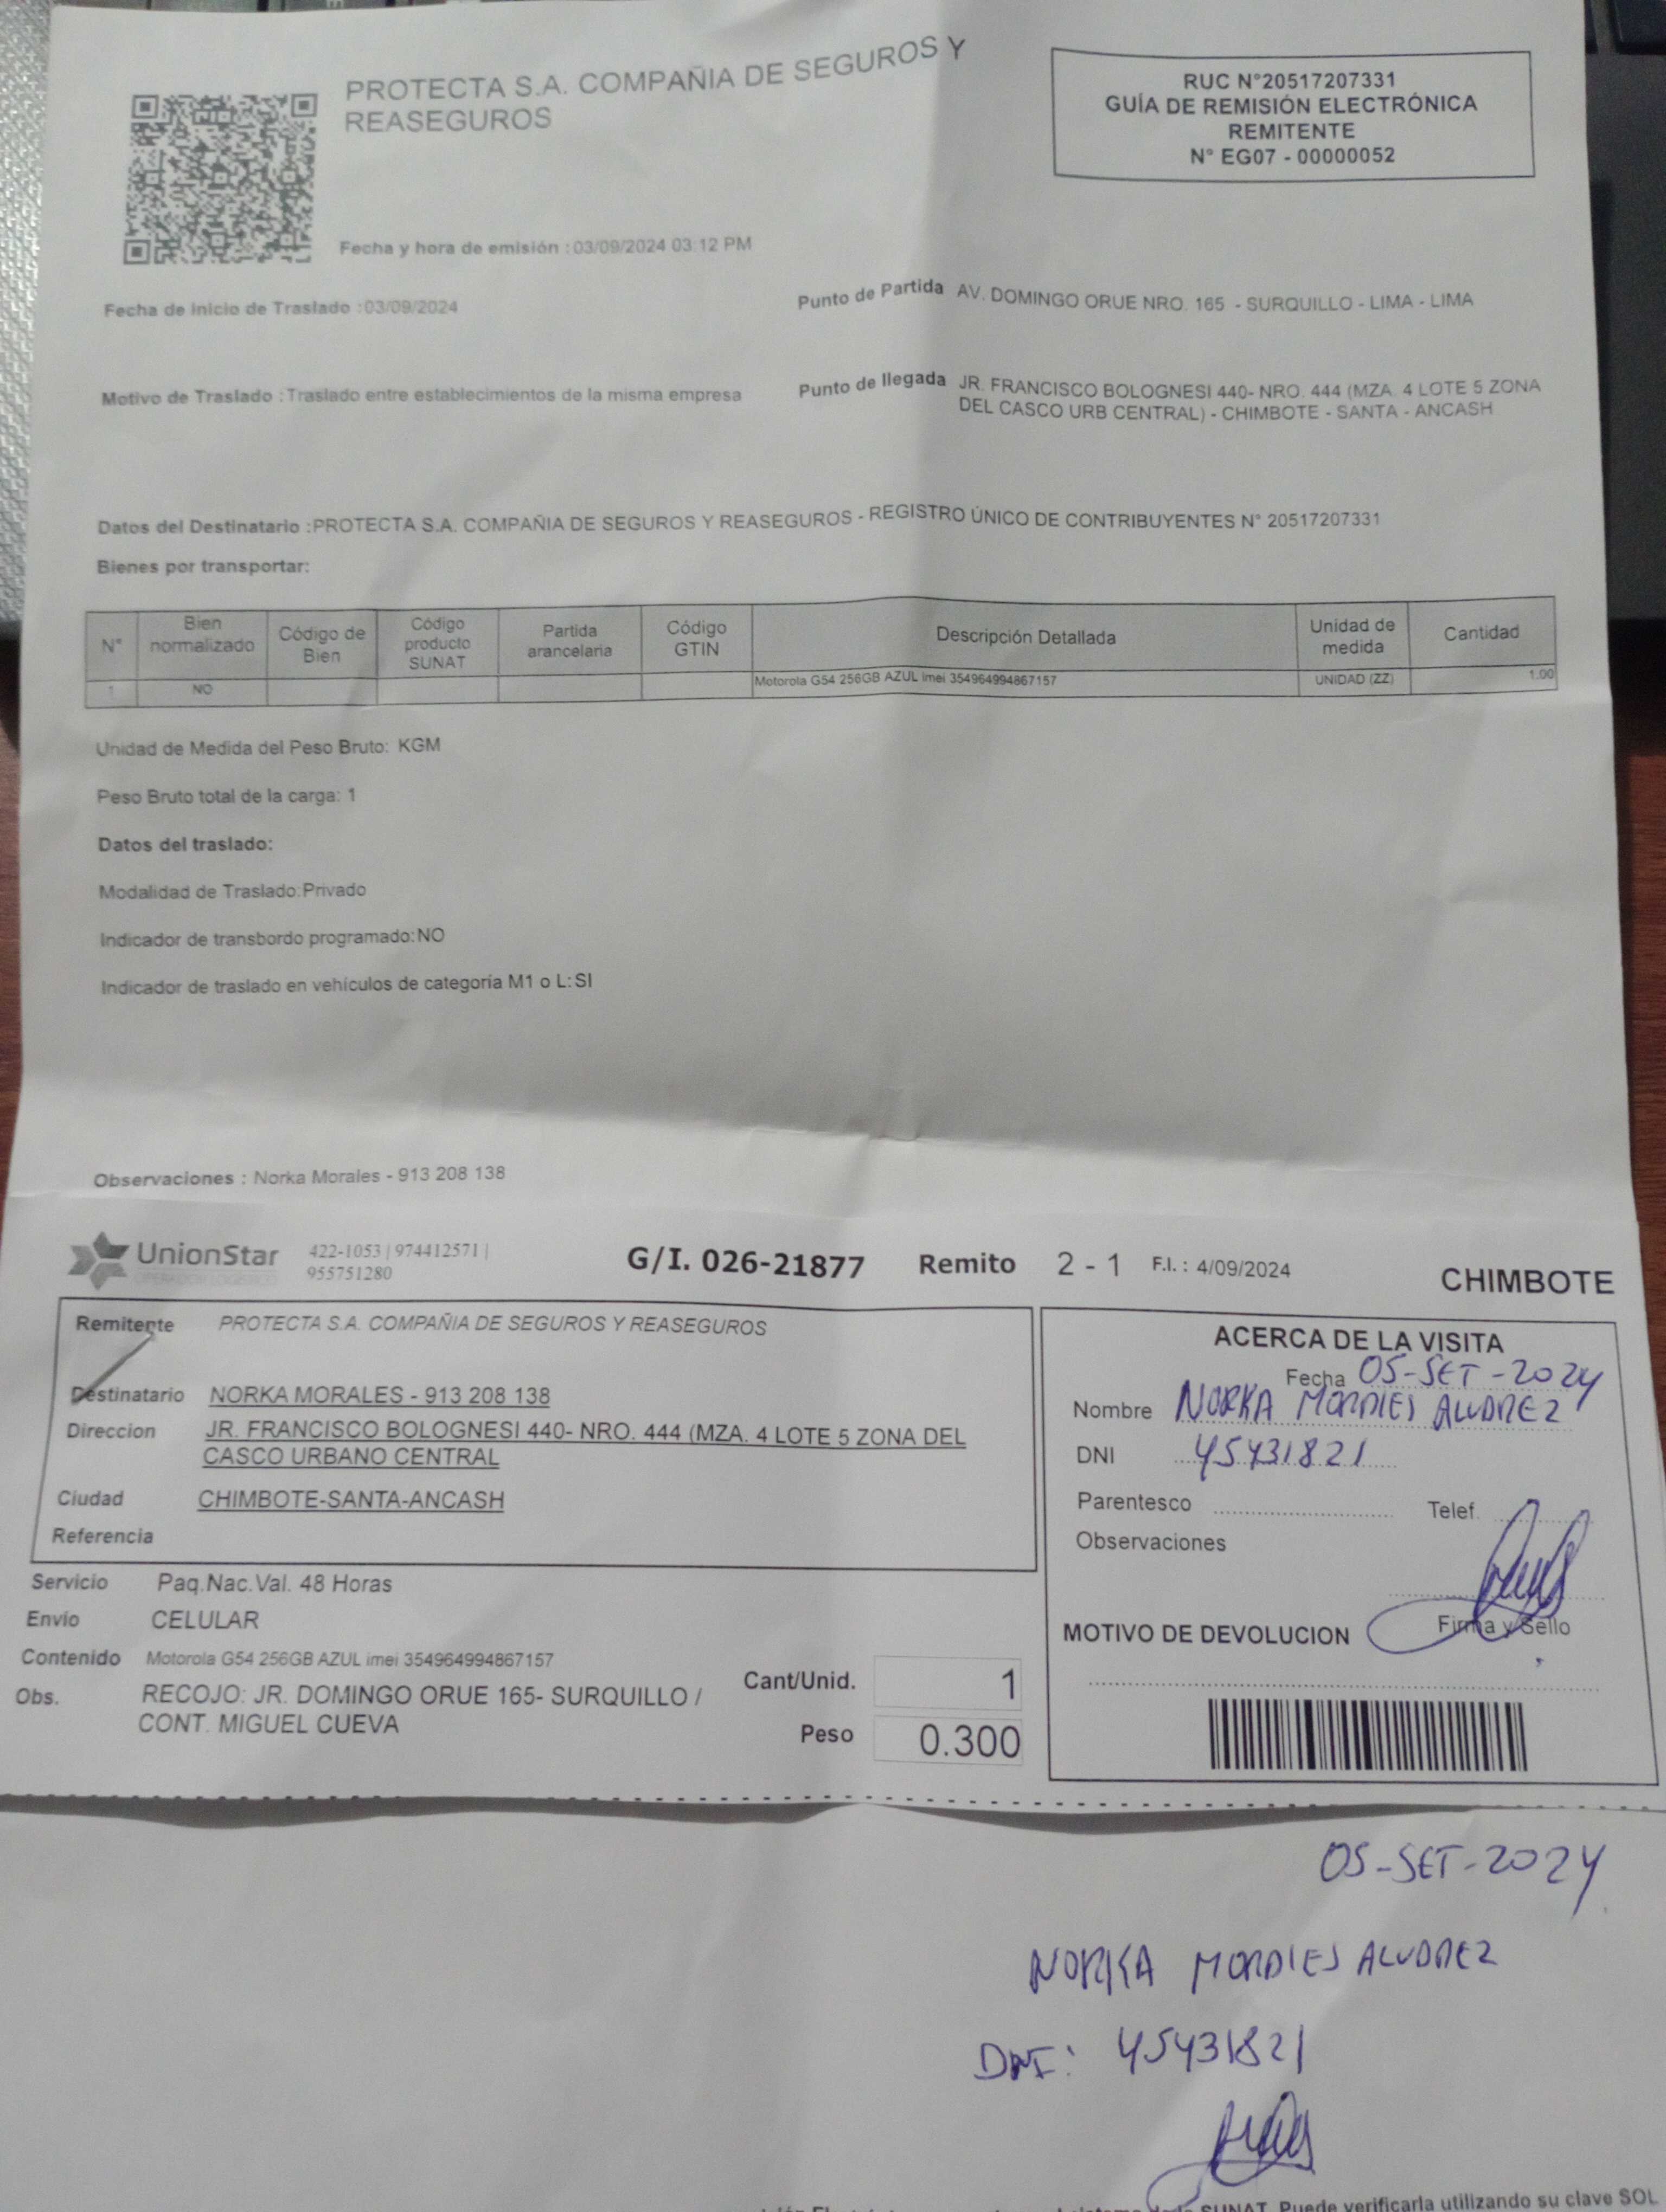 PROTECTA S.A. COMPAÑIA DE SEGUROS Y
REASEGUROS
RUC N°20517207331
GUÍA DE REMISIÓN ELECTRÓNICA
REMITENTE
N° EG07 - 00000052
Fecha y hora de emisión : 03/09/2024 03:12 PM
Fecha de inicio de Traslado : 03/09/2024
Punto de Partida AV. DOMINGO ORUE NRO. 165 - SURQUILLO - LIMA - LIMA
Motivo de Traslado : Traslado entre establecimientos de la misma empresa
Punto de llegada JR. FRANCISCO BOLOGNESI 440- NRO. 444 (MZA. 4 LOTE 5 ZONA
DEL CASCO URB CENTRAL) - CHIMBOTE - SANTA - ANCASH
Datos del Destinatario :PROTECTA S.A. COMPAÑIA DE SEGUROS Y REASEGUROS - REGISTRO ÚNICO DE CONTRIBUYENTES N° 20517207331
Bienes por transportar:
N° Bien normalizado Código de Bien Código producto SUNAT Partida arancelaria Código GTIN Descripción Detallada Unidad de medida Cantidad
1 NO Motorola G54 256GB AZUL Imei 354964994867157 UNIDAD (ZZ) 1.00
Unidad de Medida del Peso Bruto: KGM
Peso Bruto total de la carga: 1
Datos del traslado:
Modalidad de Traslado:Privado
Indicador de transbordo programado:NO
Indicador de traslado en vehículos de categoría M1 o L:SI
Observaciones : Norka Morales - 913 208 138
UnionStar
OPERADOR LOGISTICO
422-1053 | 974412571 |
955751280
G/I. 026-21877 Remito 2 - 1 F.I. : 4/09/2024 CHIMBOTE
Remitente PROTECTA S.A. COMPAÑIA DE SEGUROS Y REASEGUROS
Destinatario NORKA MORALES - 913 208 138
Direccion JR. FRANCISCO BOLOGNESI 440- NRO. 444 (MZA. 4 LOTE 5 ZONA DEL
CASCO URBANO CENTRAL
Ciudad CHIMBOTE-SANTA-ANCASH
Referencia
Servicio Paq.Nac.Val. 48 Horas
Envio CELULAR
Contenido Motorola G54 256GB AZUL imei 354964994867157
Obs. RECOJO: JR. DOMINGO ORUE 165- SURQUILLO /
CONT. MIGUEL CUEVA
Cant/Unid. 1
Peso 0.300
ACERCA DE LA VISITA
Fecha 05-SET-2024
Nombre NORKA MORALES ALVAREZ
DNI 45431821
Parentesco Telef.
Observaciones
Firma y Sello
MOTIVO DE DEVOLUCION
05-SET-2024
NORKA MORALES ALVAREZ
DNI: 45431821
SUNAT. Puede verificarla utilizando su clave SOL